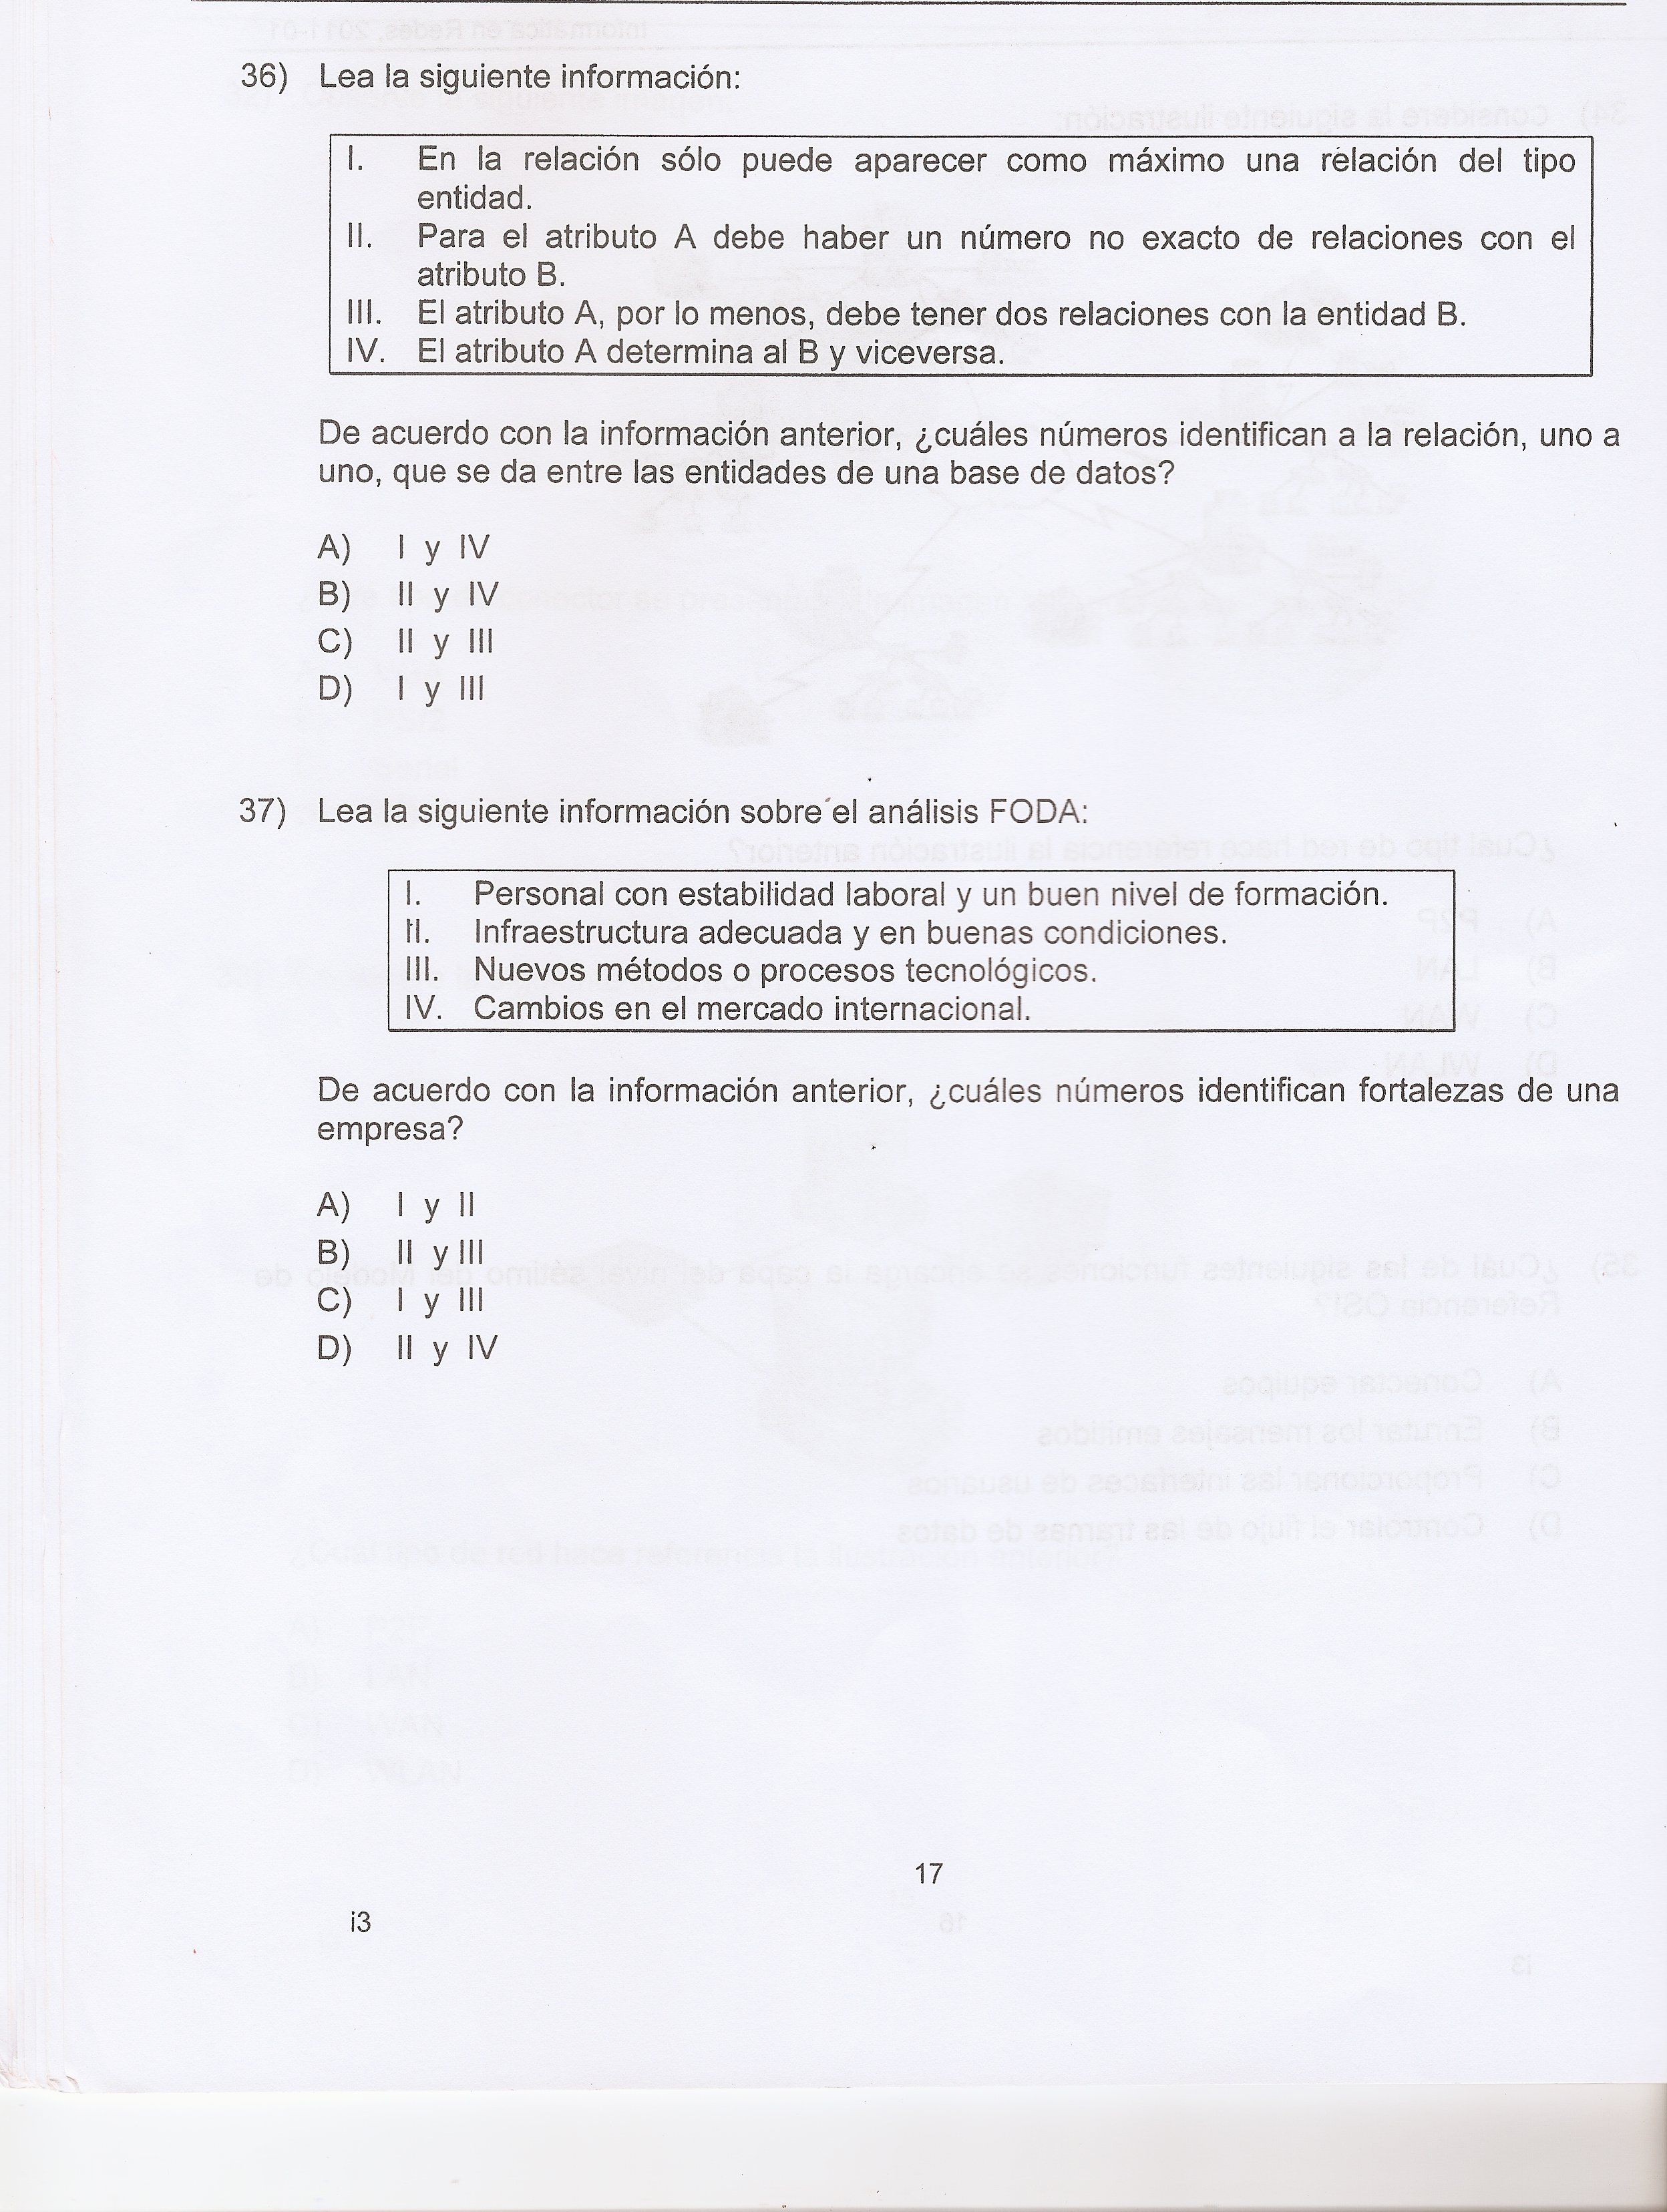 Informática en Redes, 2011-01
36) Lea la siguiente información:
I. En la relación sólo puede aparecer como máximo una relación del tipo
entidad.
II. Para el atributo A debe haber un número no exacto de relaciones con el
atributo B.
III. El atributo A, por lo menos, debe tener dos relaciones con la entidad B.
IV. El atributo A determina al B y viceversa.
De acuerdo con la información anterior, ¿cuáles números identifican a la relación, uno a
uno, que se da entre las entidades de una base de datos?
A) I y IV
B) II y IV
C) II y III
D) I y III
37) Lea la siguiente información sobre el análisis FODA:
I. Personal con estabilidad laboral y un buen nivel de formación.
II. Infraestructura adecuada y en buenas condiciones.
III. Nuevos métodos o procesos tecnológicos.
IV. Cambios en el mercado internacional.
De acuerdo con la información anterior, ¿cuáles números identifican fortalezas de una
empresa?
A) I y II
B) II y III
C) I y III
D) II y IV
17
i3